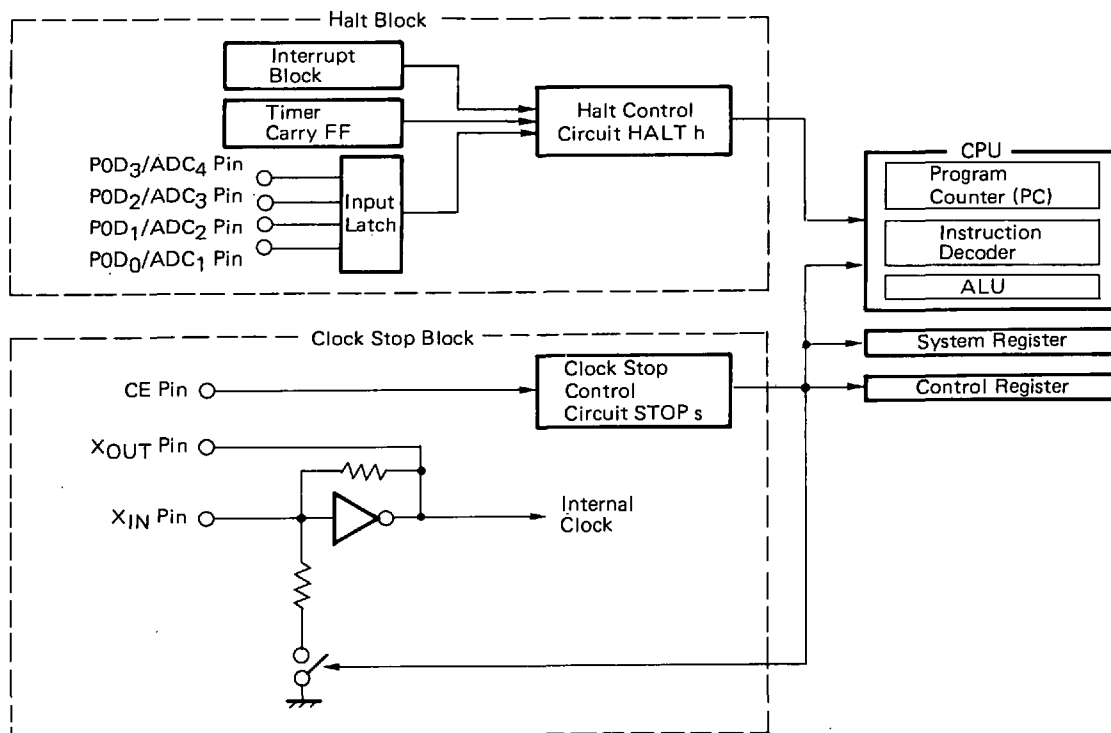 Halt Block
Interrupt
Block
Timer
Carry FF
P0D3/ADC4 Pin
P0D2/ADC3 Pin
P0D1/ADC2 Pin
P0D0/ADC1 Pin
Input
Latch
Halt Control
Circuit HALT h
CPU
Program
Counter (PC)
Instruction
Decoder
ALU
System Register
Control Register
Clock Stop Block
CE Pin
Clock Stop
Control
Circuit STOP s
XOUT Pin
XIN Pin
Internal
Clock